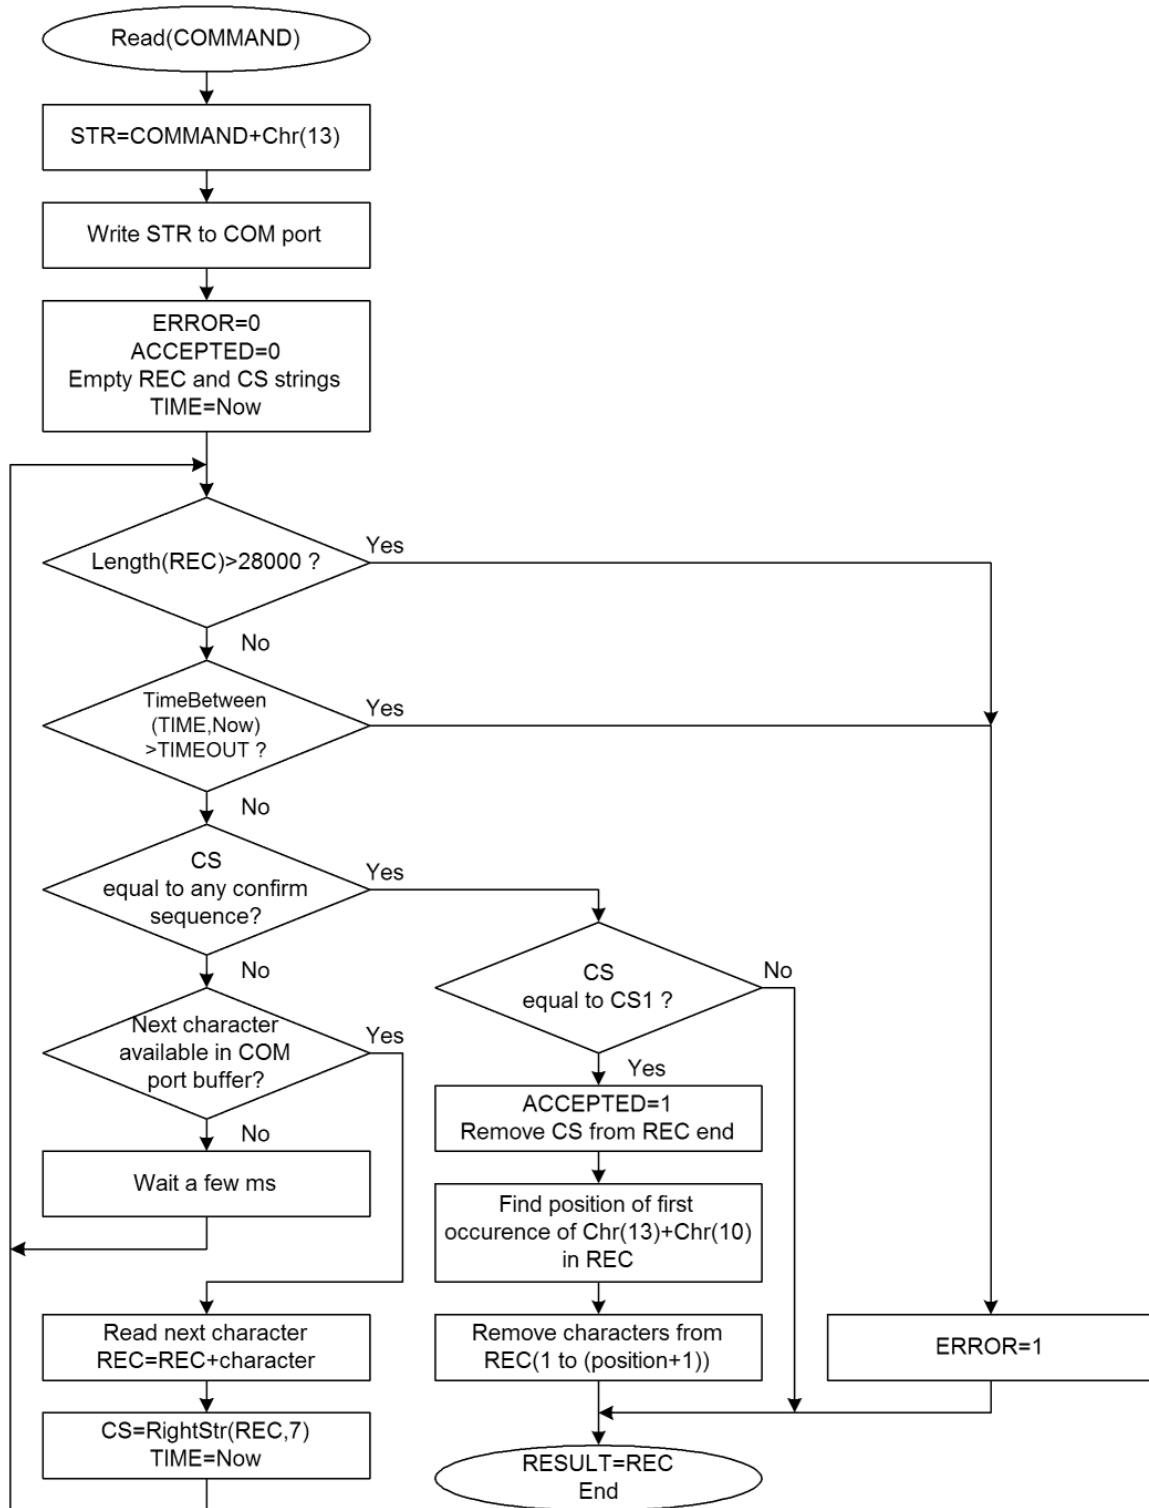 Read(COMMAND)
STR=COMMAND+Chr(13)
Write STR to COM port
ERROR=0
ACCEPTED=0
Empty REC and CS strings
TIME=Now
Length(REC)>28000 ?
Yes
No
TimeBetween
(TIME,Now)
>TIMEOUT ?
Yes
No
CS
equal to any confirm
sequence?
Yes
No
CS
equal to CS1 ?
No
Yes
Next character
available in COM
port buffer?
Yes
No
Wait a few ms
ACCEPTED=1
Remove CS from REC end
Find position of first
occurence of Chr(13)+Chr(10)
in REC
Read next character
REC=REC+character
Remove characters from
REC(1 to (position+1))
ERROR=1
CS=RightStr(REC,7)
TIME=Now
RESULT=REC
End